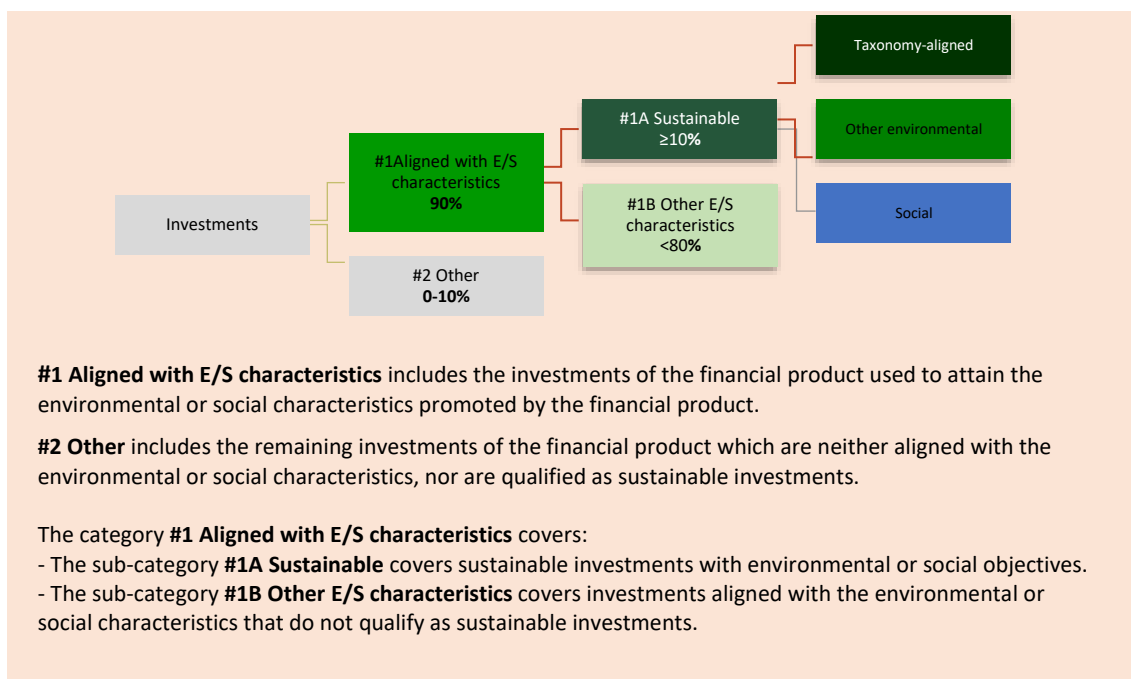 Taxonomy-aligned
#1A Sustainable
≥10%
Other environmental
#1Aligned with E/S
characteristics
90%
#1B Other E/S
characteristics
<80%
Social
Investments
#2 Other
0-10%
#1 Aligned with E/S characteristics includes the investments of the financial product used to attain the
environmental or social characteristics promoted by the financial product.
#2 Other includes the remaining investments of the financial product which are neither aligned with the
environmental or social characteristics, nor are qualified as sustainable investments.
The category #1 Aligned with E/S characteristics covers:
- The sub-category #1A Sustainable covers sustainable investments with environmental or social objectives.
- The sub-category #1B Other E/S characteristics covers investments aligned with the environmental or
social characteristics that do not qualify as sustainable investments.